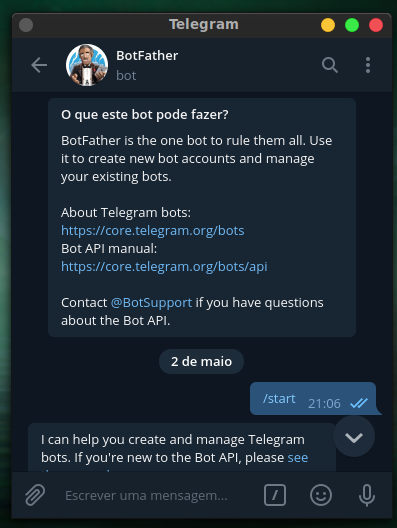 Telegram
BotFather
bot
O que este bot pode fazer?
BotFather is the one bot to rule them all. Use
it to create new bot accounts and manage
your existing bots.
About Telegram bots:
https://core.telegram.org/bots
Bot API manual:
https://core.telegram.org/bots/api
Contact @BotSupport if you have questions
about the Bot API.
2 de maio
/start 21:06
I can help you create and manage Telegram
bots. If you're new to the Bot API, please see
Escrever uma mensagem...